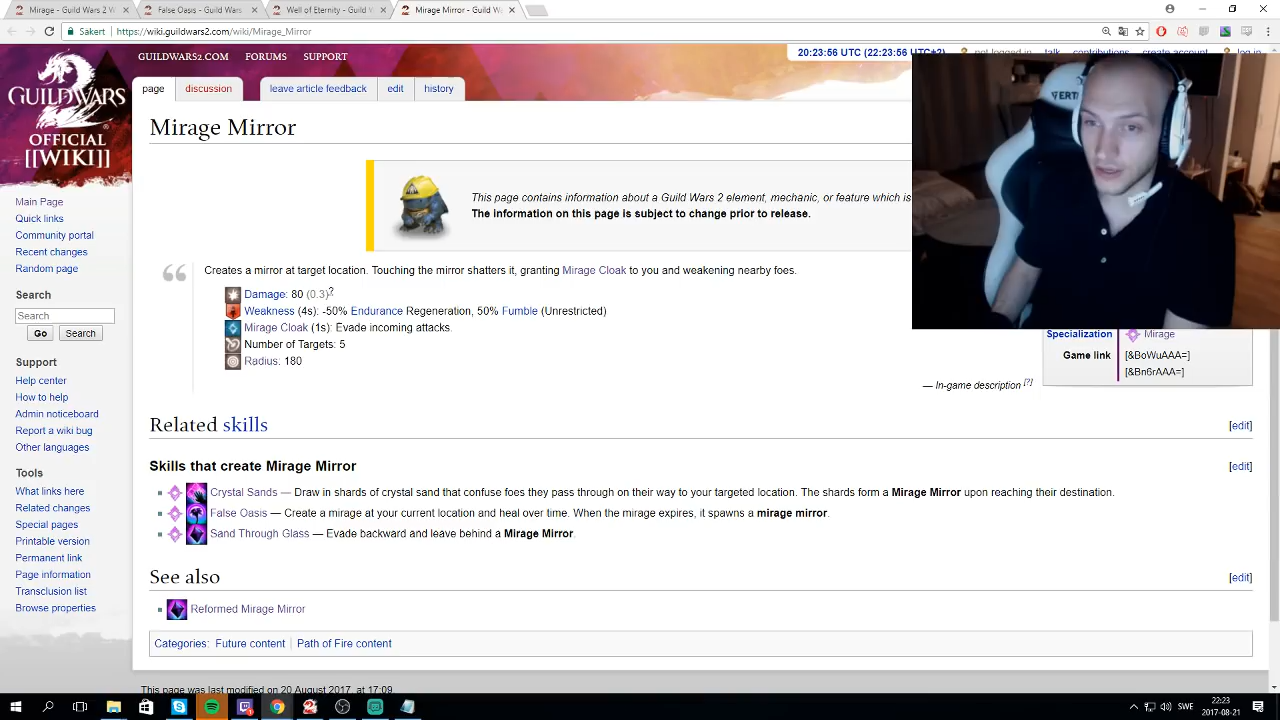 Mirage - Guild Wars 2 W
False Oasis - Guild Wars
Well of Eternity - Guild W
Mirage Mirror - Guild W
Säkert
https://wiki.guildwars2.com/wiki/Mirage_Mirror
GUILDWARS2.COM FORUMS SUPPORT
20:23:56 UTC (22:23:56 UTC+2)
not logged in talk contributions create account log in
page discussion leave article feedback edit history
GUILDWARS
OFFICIAL
[[WIKI]]
Main Page
Quick links
Community portal
Recent changes
Random page
Search
Search
Go Search
Support
Help center
How to help
Admin noticeboard
Report a wiki bug
Other languages
Tools
What links here
Related changes
Special pages
Printable version
Permanent link
Page information
Transclusion list
Browse properties
Mirage Mirror
This page contains information about a Guild Wars 2 element, mechanic, or feature which is
The information on this page is subject to change prior to release.
Creates a mirror at target location. Touching the mirror shatters it, granting Mirage Cloak to you and weakening nearby foes.
Damage: 80 (0.3)?
Weakness (4s): -50% Endurance Regeneration, 50% Fumble (Unrestricted)
Mirage Cloak (1s): Evade incoming attacks.
Number of Targets: 5
Radius: 180
— In-game description [?]
VERT
Specialization Mirage
Game link [&BoWuAAA=]
[&Bn6rAAA=]
Related skills [edit]
Skills that create Mirage Mirror [edit]
Crystal Sands — Draw in shards of crystal sand that confuse foes they pass through on their way to your targeted location. The shards form a Mirage Mirror upon reaching their destination.
False Oasis — Create a mirage at your current location and heal over time. When the mirage expires, it spawns a mirage mirror.
Sand Through Glass — Evade backward and leave behind a Mirage Mirror.
See also [edit]
Reformed Mirage Mirror
Categories: Future content | Path of Fire content
This page was last modified on 20 August 2017, at 17:09.
SWE
22:23
2017-08-21